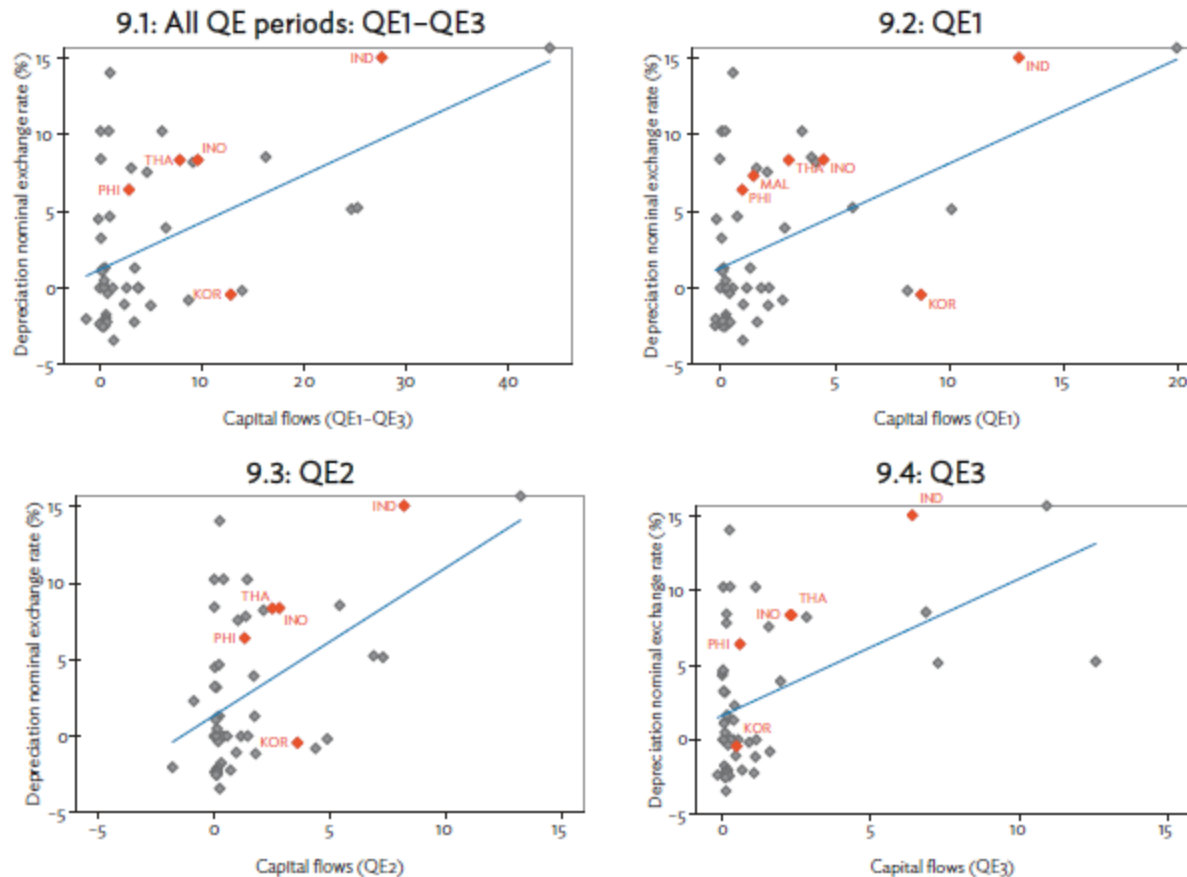 9.1: All QE periods: QE1–QE3
Depreciation nominal exchange rate (%)
15
10
5
0
−5
IND
THA
INO
PHI
KOR
0
10
20
30
40
Capital flows (QE1–QE3)
9.2: QE1
Depreciation nominal exchange rate (%)
15
10
5
0
−5
IND
THA
INO
MAL
PHI
KOR
0
5
10
15
20
Capital flows (QE1)
9.3: QE2
Depreciation nominal exchange rate (%)
15
10
5
0
−5
IND
THA
INO
PHI
KOR
−5
0
5
10
15
Capital flows (QE2)
9.4: QE3
Depreciation nominal exchange rate (%)
15
10
5
0
−5
IND
THA
INO
PHI
KOR
0
5
10
15
Capital flows (QE3)